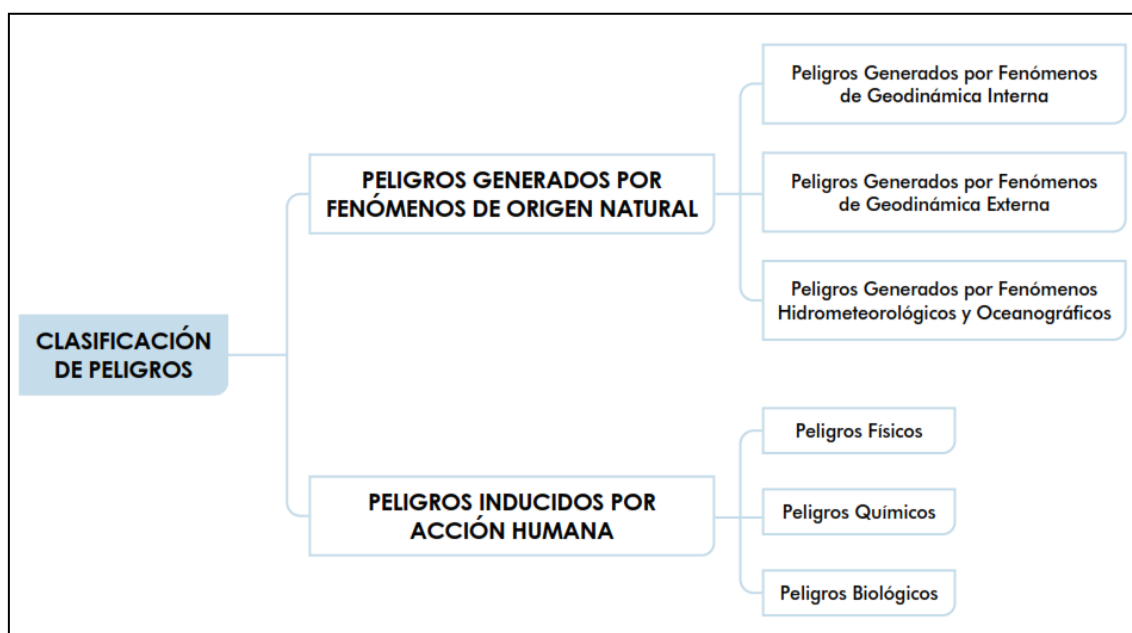 CLASIFICACIÓN
DE PELIGROS
PELIGROS GENERADOS POR
FENÓMENOS DE ORIGEN NATURAL
Peligros Generados por Fenómenos
de Geodinámica Interna
Peligros Generados por Fenómenos
de Geodinámica Externa
Peligros Generados por Fenómenos
Hidrometeorológicos y Oceanográficos
PELIGROS INDUCIDOS POR
ACCIÓN HUMANA
Peligros Físicos
Peligros Químicos
Peligros Biológicos